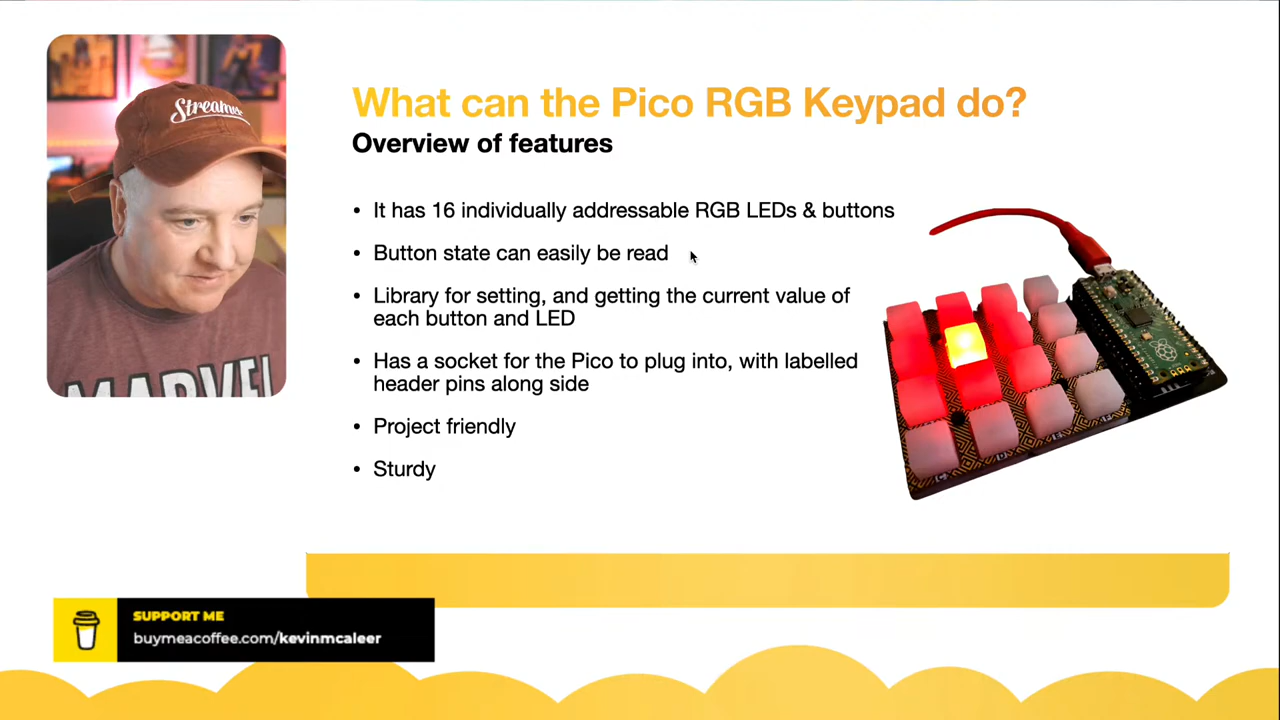 Stream
MARVEL
What can the Pico RGB Keypad do?
Overview of features
• It has 16 individually addressable RGB LEDs & buttons
• Button state can easily be read
• Library for setting, and getting the current value of
each button and LED
• Has a socket for the Pico to plug into, with labelled
header pins along side
• Project friendly
• Sturdy
SUPPORT ME
buymeacoffee.com/kevinmcaleer